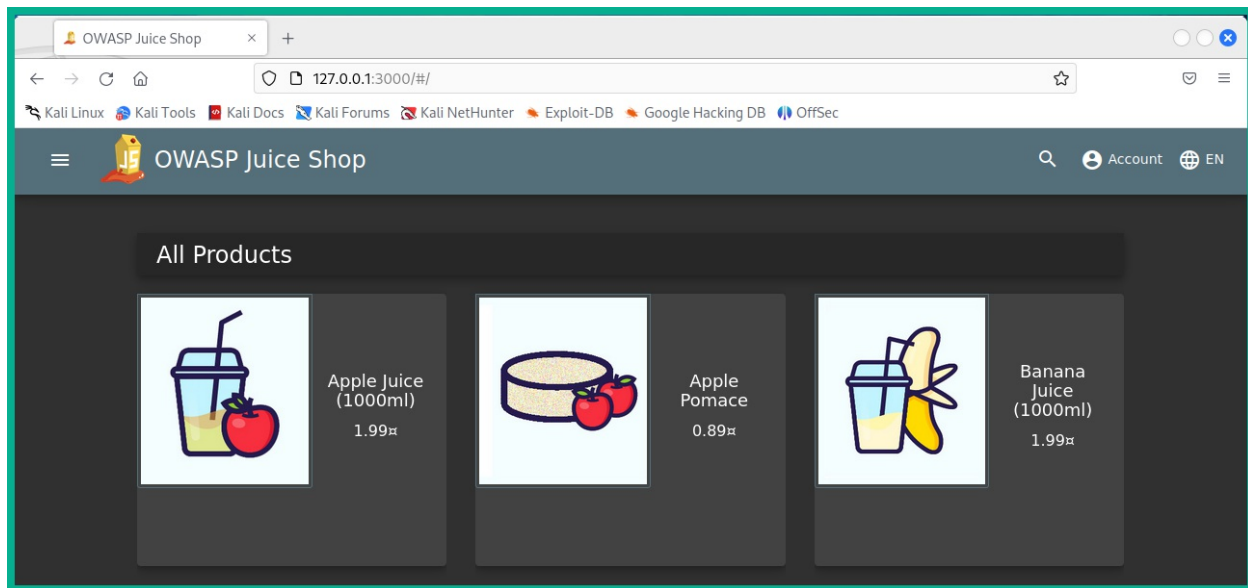 OWASP Juice Shop
127.0.0.1:3000/#/
Kali Linux Kali Tools Kali Docs Kali Forums Kali NetHunter Exploit-DB Google Hacking DB OffSec
JS OWASP Juice Shop Account EN
All Products
Apple Juice
(1000ml)
1.99¤
Apple
Pomace
0.89¤
Banana
Juice
(1000ml)
1.99¤